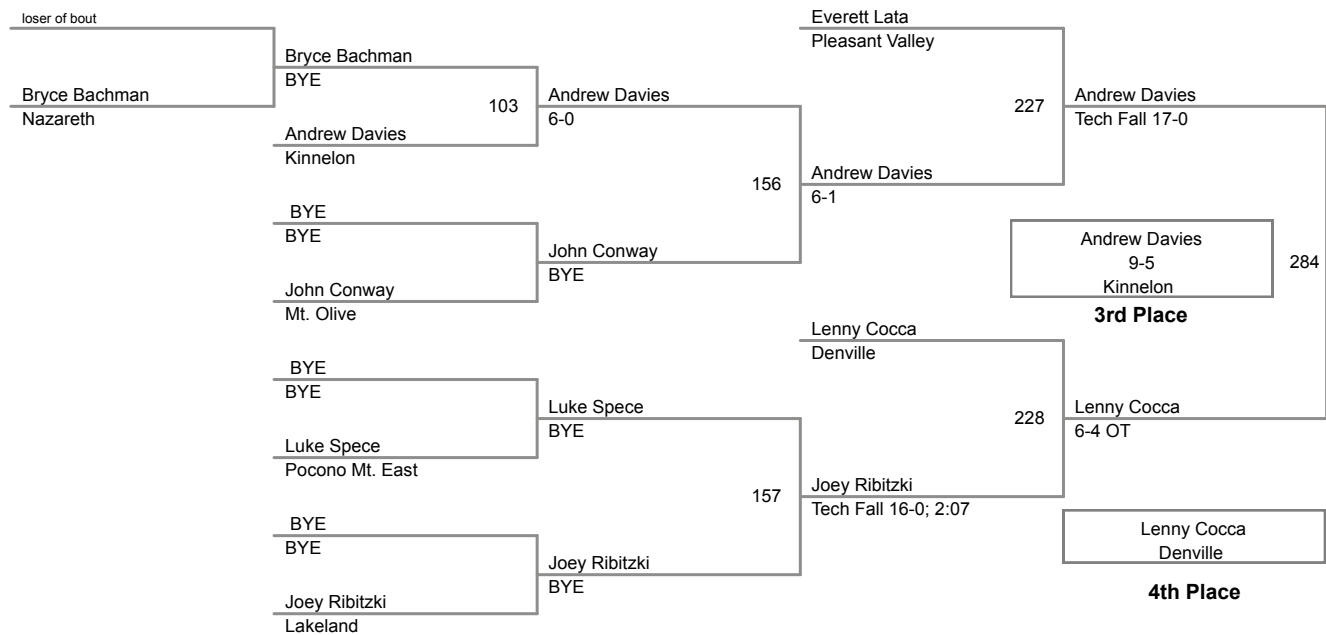 loser of bout
Bryce Bachman
Nazareth
Bryce Bachman
BYE
Andrew Davies
Kinnelon
103
BYE
BYE
John Conway
Mt. Olive
BYE
BYE
Luke Spece
Pocono Mt. East
BYE
BYE
Joey Ribitzki
Lakeland
Andrew Davies
6-0
156
John Conway
BYE
Luke Spece
BYE
157
Joey Ribitzki
BYE
Everett Lata
Pleasant Valley
227
Andrew Davies
6-1
Lenny Cocca
Denville
228
Joey Ribitzki
Tech Fall 16-0; 2:07
Andrew Davies
Tech Fall 17-0
Andrew Davies
9-5
Kinnelon
284
3rd Place
Lenny Cocca
6-4 OT
Lenny Cocca
Denville
4th Place